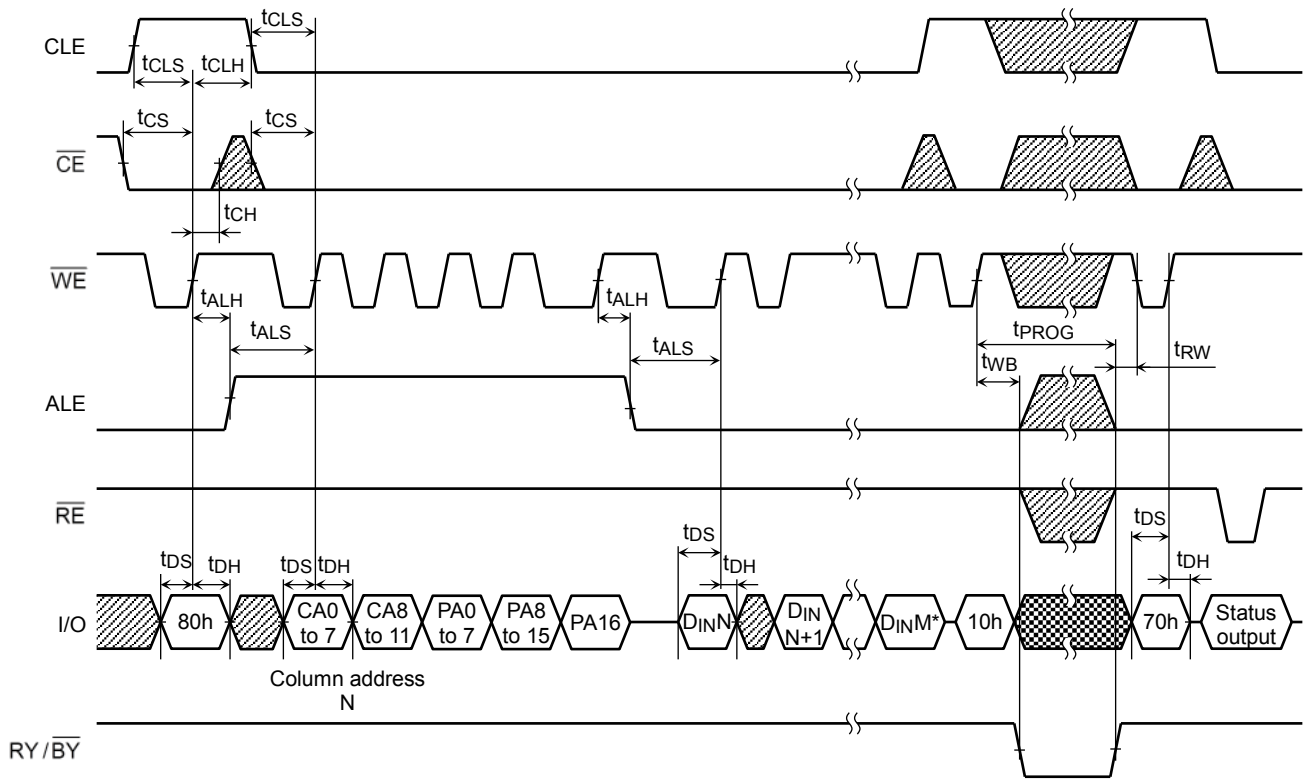 tCLS
CLE
tCLS tCLH
tCS tCS
CE
tCH
WE
tALH tALH
tALS tPROG
tALS tRW
tWB
ALE
RE
tDS
tDS tDH tDS tDH tDS tDH tDH
I/O 80h CA0 to 7 CA8 to 11 PA0 to 7 PA8 to 15 PA16 DINN DIN N+1 DINM* 10h 70h Status output
Column address
N
RY/BY